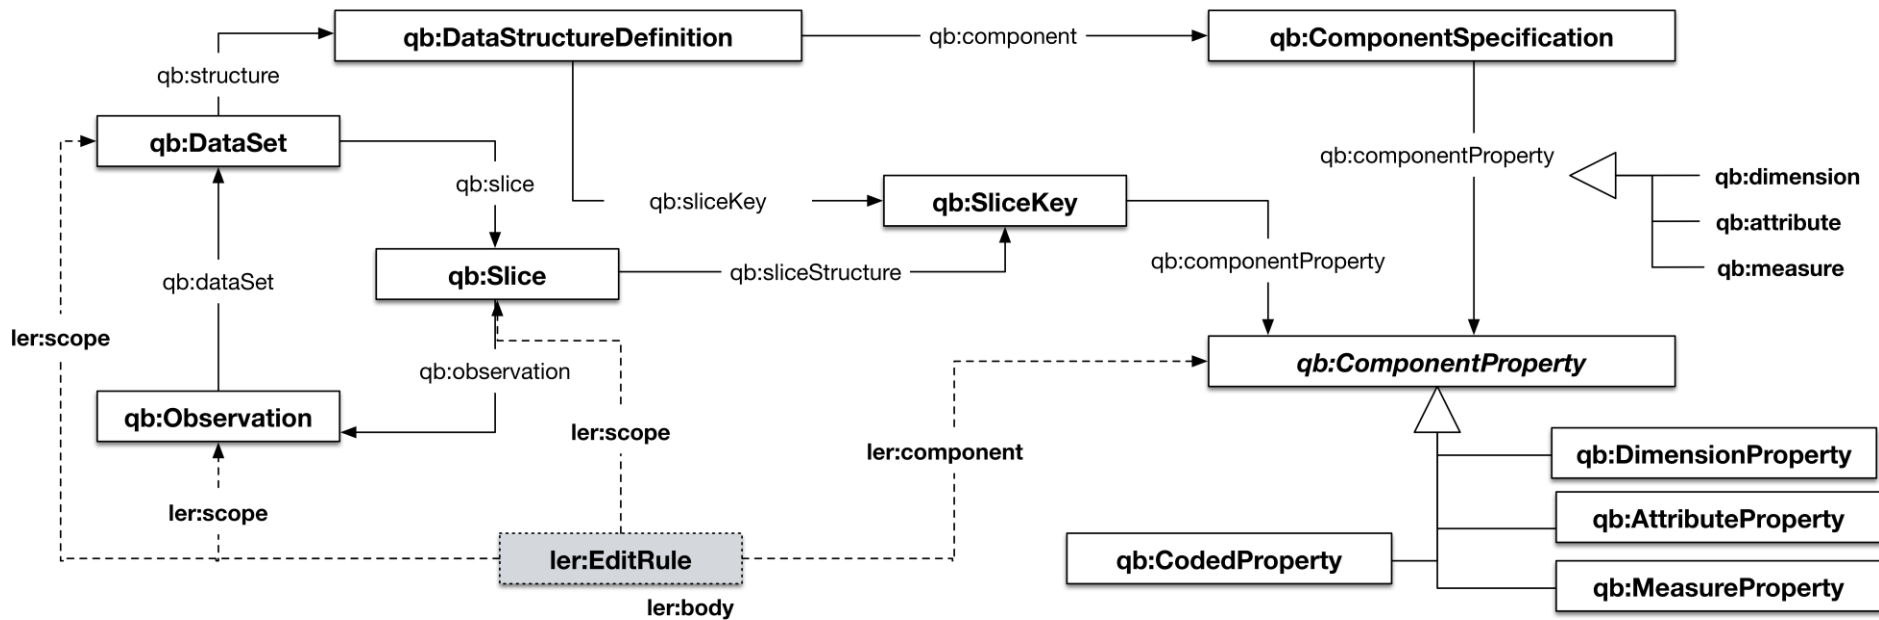 qb:DataStructureDefinition
qb:component
qb:ComponentSpecification
qb:structure
qb:DataSet
qb:slice
qb:sliceKey
qb:SliceKey
qb:componentProperty
qb:dimension
qb:attribute
qb:measure
qb:dataSet
qb:Slice
qb:sliceStructure
qb:componentProperty
ler:scope
qb:observation
qb:ComponentProperty
qb:Observation
ler:scope
ler:component
ler:scope
qb:DimensionProperty
qb:AttributeProperty
ler:EditRule
qb:CodedProperty
qb:MeasureProperty
ler:body